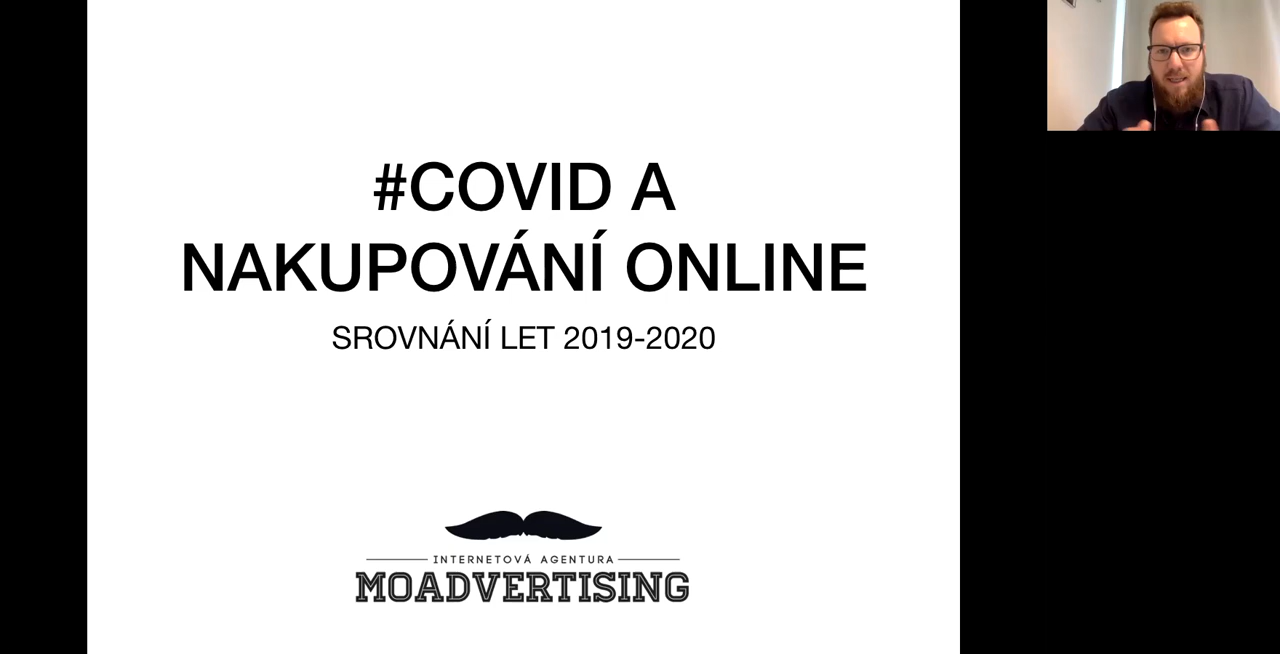 #COVID A
NAKUPOVÁNÍ ONLINE
SROVNÁNÍ LET 2019-2020
INTERNETOVÁ AGENTURA
MOADVERTISING